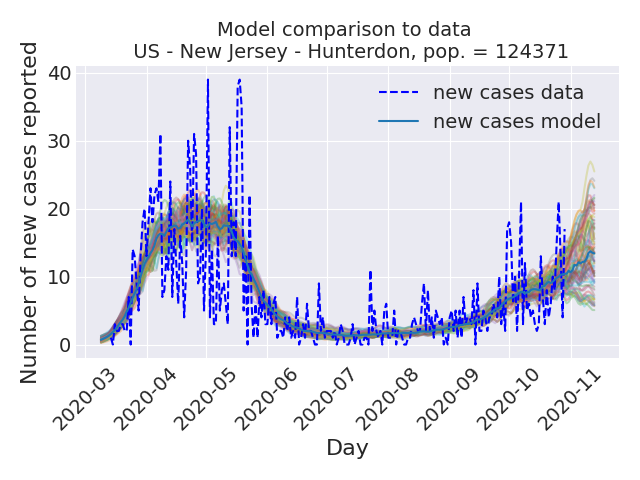 Model comparison to data
US - New Jersey - Hunterdon, pop. = 124371
Number of new cases reported
40
30
20
10
0
new cases data
new cases model
2020-03
2020-04
2020-05
2020-06
2020-07
2020-08
2020-09
2020-10
2020-11
Day